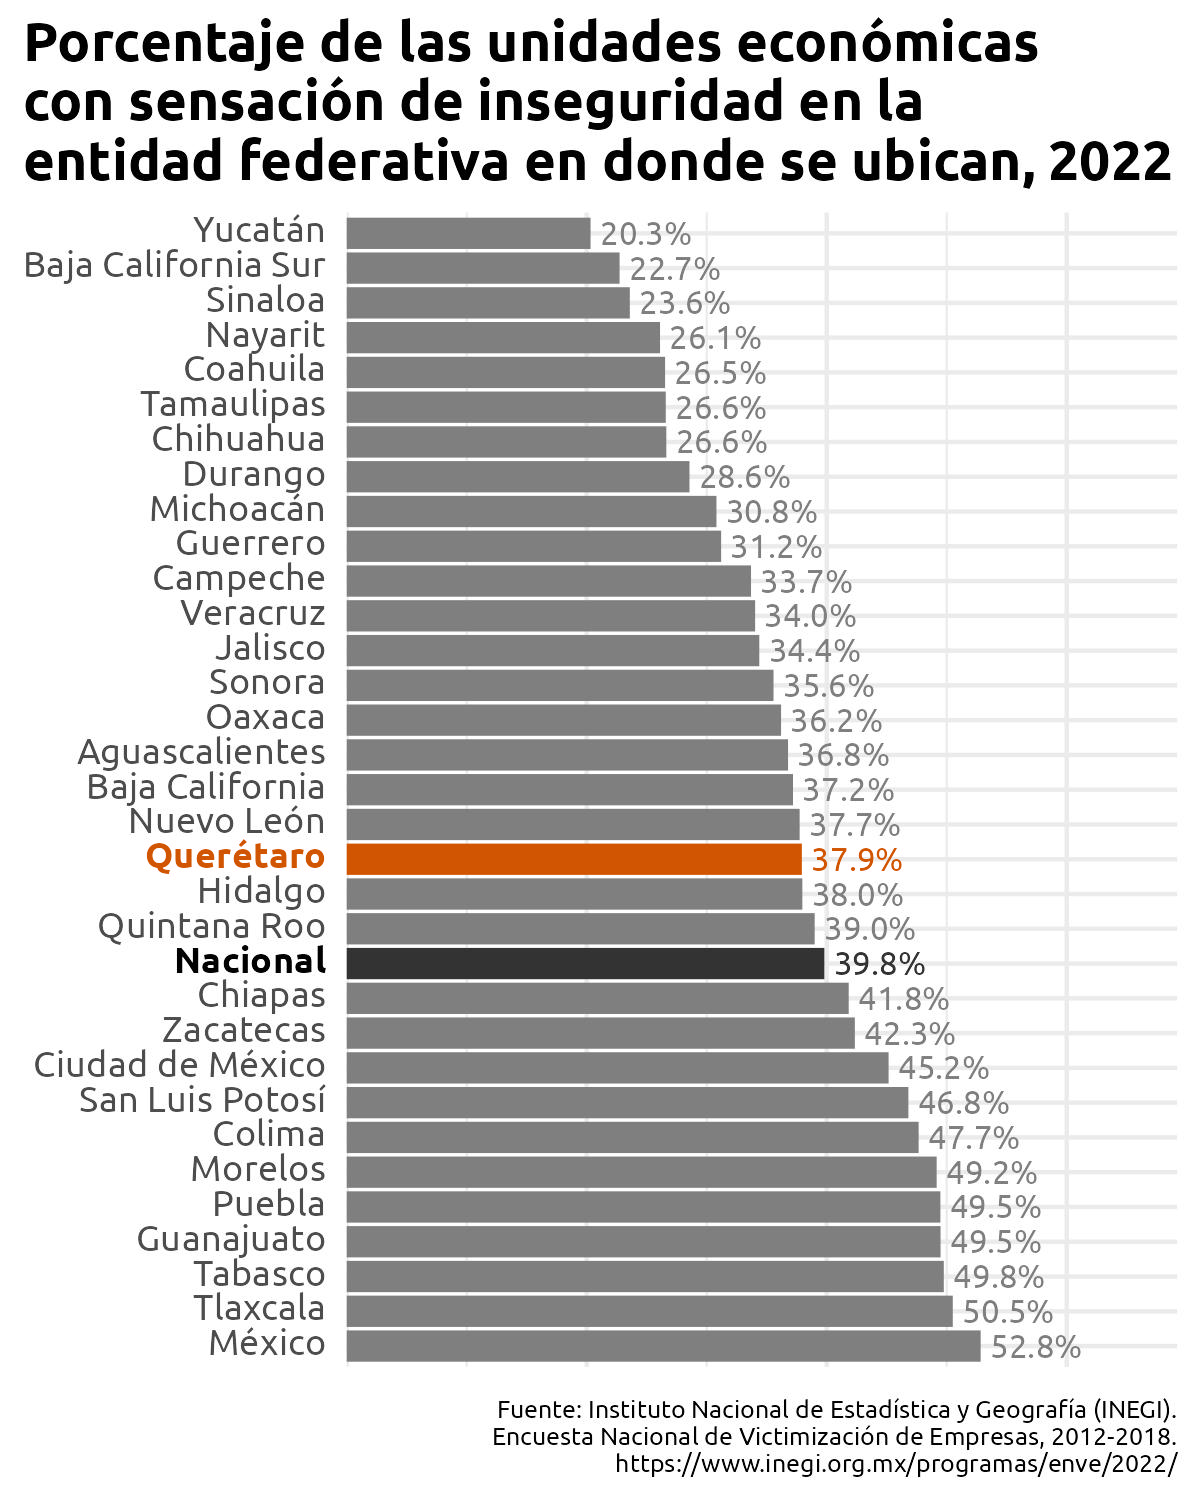 Porcentaje de las unidades económicas
con sensación de inseguridad en la
entidad federativa en donde se ubican, 2022
Yucatán 20.3%
Baja California Sur 22.7%
Sinaloa 23.6%
Nayarit 26.1%
Coahuila 26.5%
Tamaulipas 26.6%
Chihuahua 26.6%
Durango 28.6%
Michoacán 30.8%
Guerrero 31.2%
Campeche 33.7%
Veracruz 34.0%
Jalisco 34.4%
Sonora 35.6%
Oaxaca 36.2%
Aguascalientes 36.8%
Baja California 37.2%
Nuevo León 37.7%
Querétaro 37.9%
Hidalgo 38.0%
Quintana Roo 39.0%
Nacional 39.8%
Chiapas 41.8%
Zacatecas 42.3%
Ciudad de México 45.2%
San Luis Potosí 46.8%
Colima 47.7%
Morelos 49.2%
Puebla 49.5%
Guanajuato 49.5%
Tabasco 49.8%
Tlaxcala 50.5%
México 52.8%
Fuente: Instituto Nacional de Estadística y Geografía (INEGI).
Encuesta Nacional de Victimización de Empresas, 2012-2018.
https://www.inegi.org.mx/programas/enve/2022/